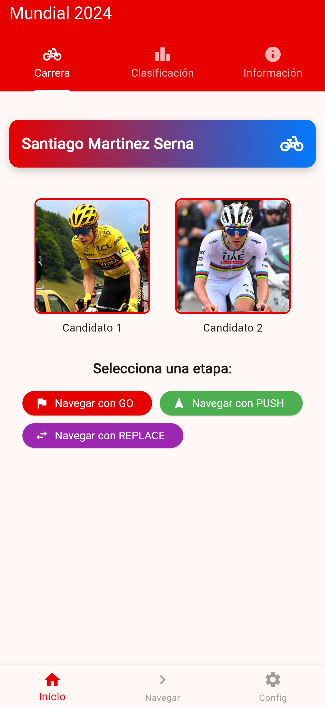 Mundial 2024
Carrera
Clasificación
Información
Santiago Martinez Serna
UAE
Candidato 1
Candidato 2
Selecciona una etapa:
Navegar con GO
Navegar con PUSH
Navegar con REPLACE
Inicio
Navegar
Config